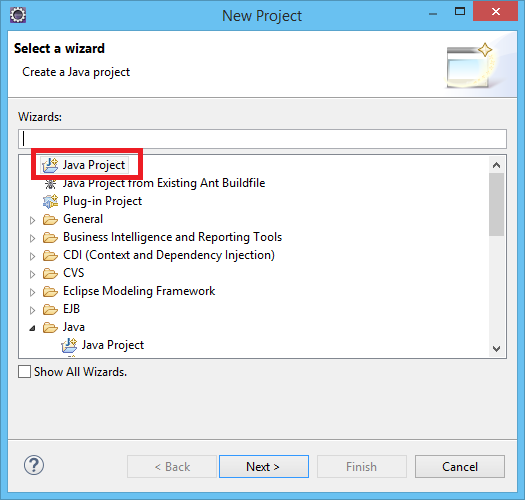 New Project
Select a wizard
Create a Java project
Wizards:
Java Project
Java Project from Existing Ant Buildfile
Plug-in Project
General
Business Intelligence and Reporting Tools
CDI (Context and Dependency Injection)
CVS
Eclipse Modeling Framework
EJB
Java
Java Project
Show All Wizards.
? < Back Next > Finish Cancel